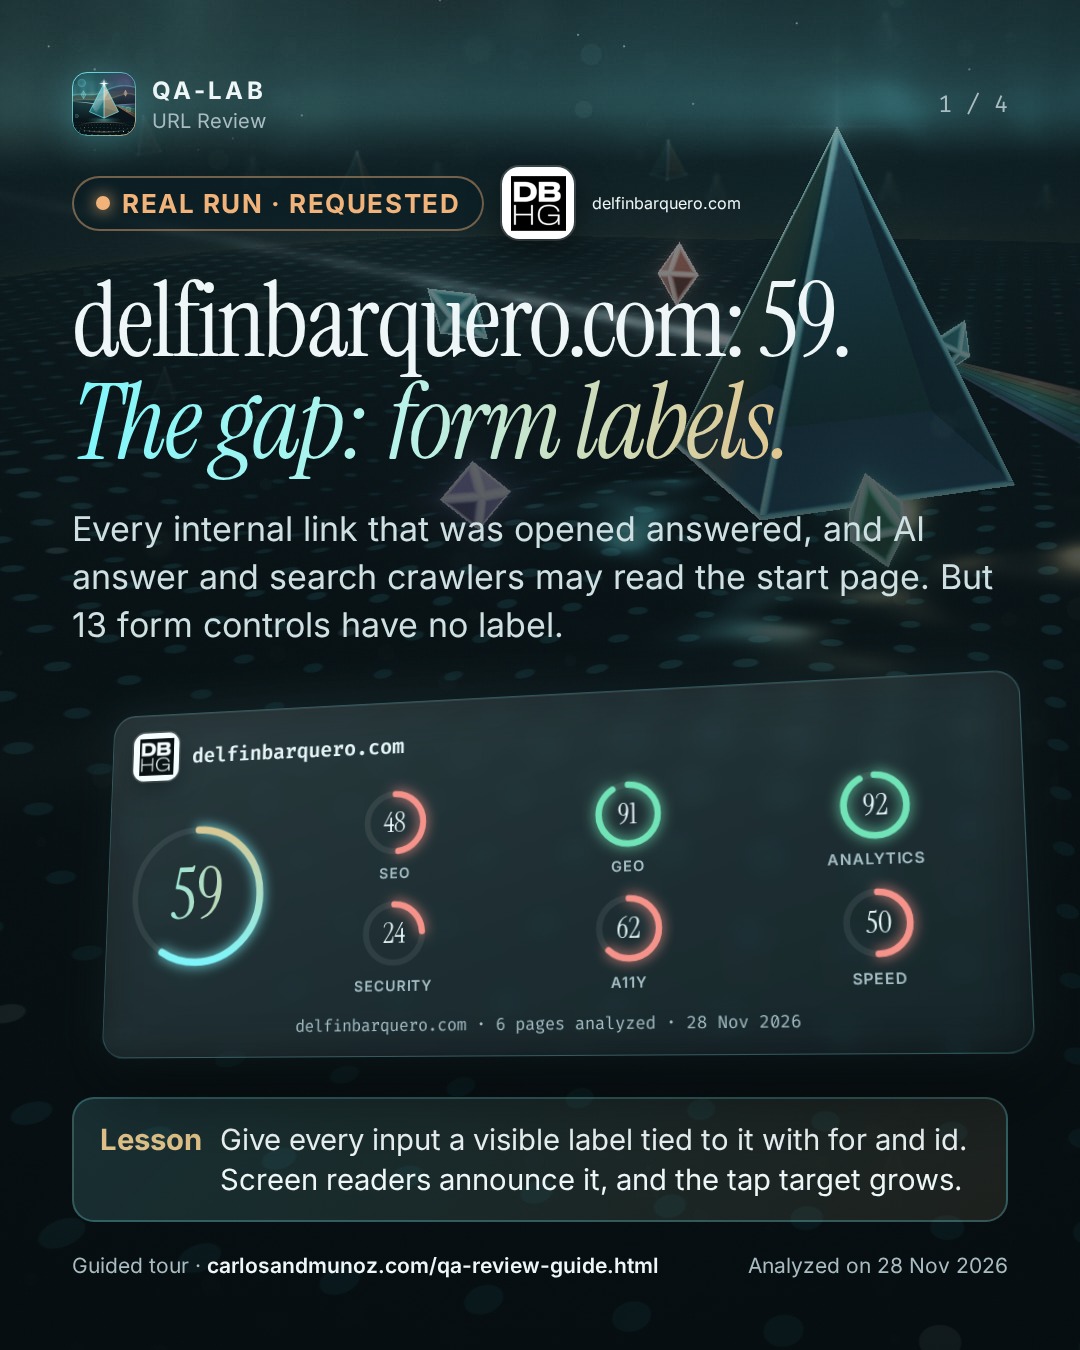 QA-LAB
URL Review
1 / 4
REAL RUN · REQUESTED
DB
HG
delfinbarquero.com
delfinbarquero.com: 59.
The gap: form labels.
Every internal link that was opened answered, and AI
answer and search crawlers may read the start page. But
13 form controls have no label.
DB
HG
delfinbarquero.com
59
48
SEO
91
GEO
92
ANALYTICS
24
SECURITY
62
A11Y
50
SPEED
delfinbarquero.com · 6 pages analyzed · 28 Nov 2026
Lesson Give every input a visible label tied to it with for and id.
Screen readers announce it, and the tap target grows.
Guided tour · carlosandmunoz.com/qa-review-guide.html
Analyzed on 28 Nov 2026